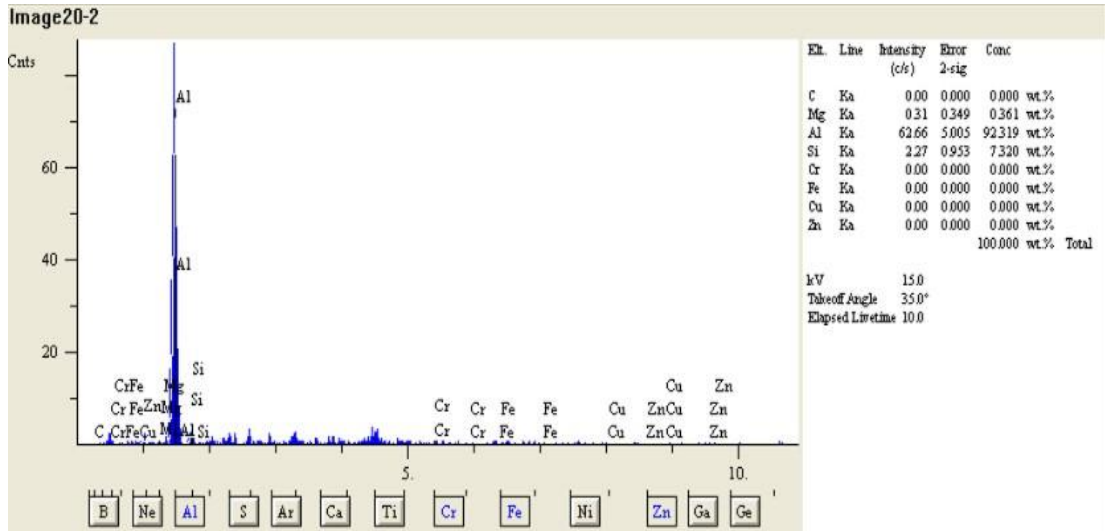 Image20-2
Cnts
60
40
20
Al
Al
Si
CrFe Mg Cu Zn
Si
Cr FeZn Cr Cr Fe Fe Cu ZnCu Zn
C CrFe Cu Al Si Cr Cr Fe Fe Cu ZnCu Zn
5. 10.
B Ne Al S Ar Ca Ti Cr Fe Ni Zn Ga Ge
Elt. Line Intensity Error Conc
(c/s) 2-sig
C Ka 0.00 0.000 0.000 wt.%
Mg Ka 0.31 0.349 0.361 wt.%
Al Ka 62.66 5.005 92.319 wt.%
Si Ka 2.27 0.953 7.320 wt.%
Cr Ka 0.00 0.000 0.000 wt.%
Fe Ka 0.00 0.000 0.000 wt.%
Cu Ka 0.00 0.000 0.000 wt.%
Zn Ka 0.00 0.000 0.000 wt.%
100.000 wt.% Total
kV 15.0
Takeoff Angle 35.0°
Elapsed Livetime 10.0